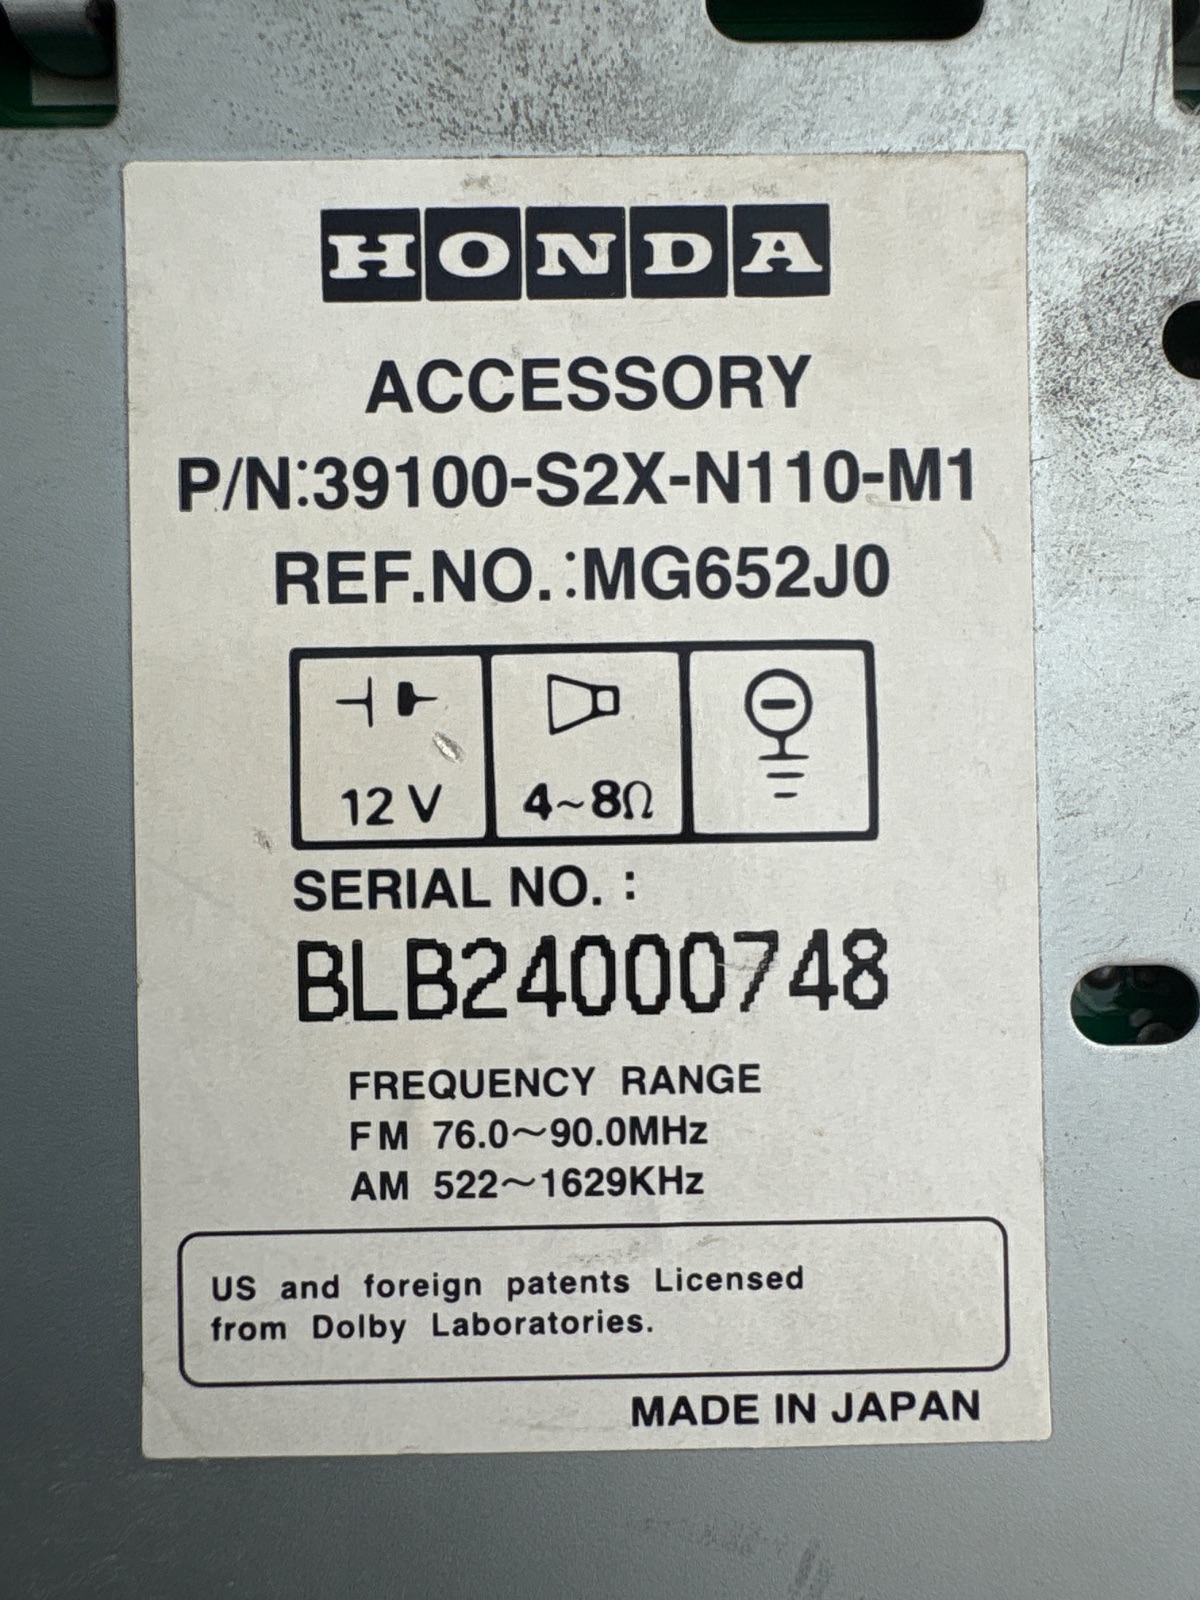 HONDA
ACCESSORY
P/N:39100-S2X-N110-M1
REF.NO.:MG652J0
12V 4~8Ω
SERIAL NO. :
BLB24000748
FREQUENCY RANGE
FM 76.0~90.0MHz
AM 522~1629KHz
US and foreign patents Licensed
from Dolby Laboratories.
MADE IN JAPAN